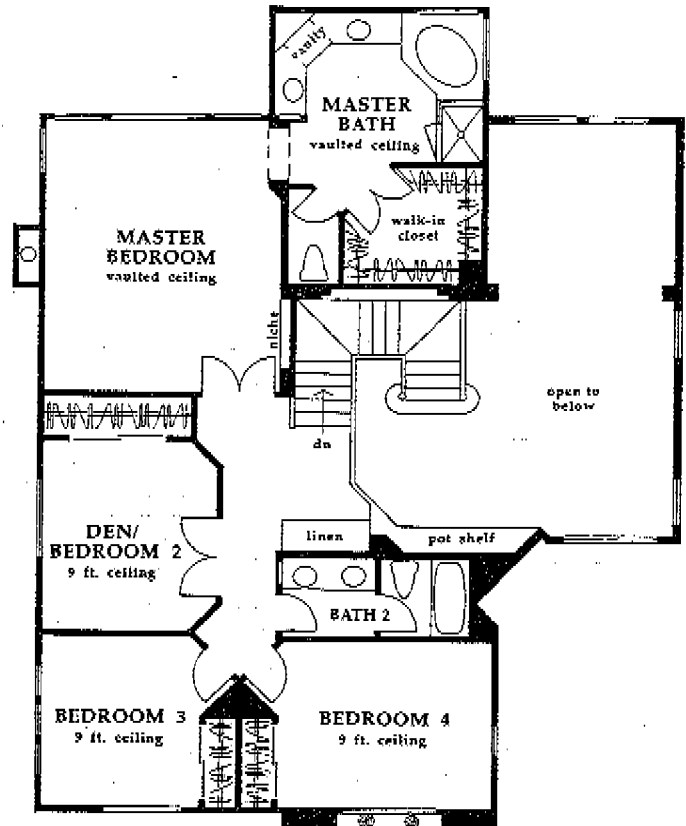 vanity
MASTER
BATH
vaulted ceiling
walk-in
closet
MASTER
BEDROOM
vaulted ceiling
niche
open to
below
dn
linen
pot shelf
DEN/
BEDROOM 2
9 ft. ceiling
BATH 2
BEDROOM 3
9 ft. ceiling
BEDROOM 4
9 ft. ceiling